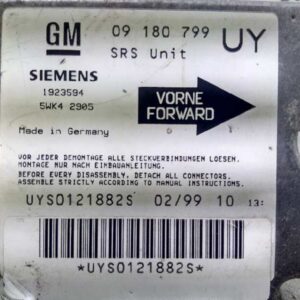 GM 09 180 799 UY
SRS Unit
SIEMENS
1923594
5WK4 2905
VORNE
FORWARD
Made in Germany
VOR JEDER DEMONTAGE ALLE STECKVERBINDUNGEN LOESEN.
MONTAGE NUR NACH EINBAUANLEITUNG.
BEFORE EVERY DISASSEMBLY, DETACH ALL CONNECTORS.
ASSEMBLE STRICTLY ACCORDING TO MANUAL INSTRUCTIONS.
UYS0121882S 02/99 10 13:
*UYS0121882S*